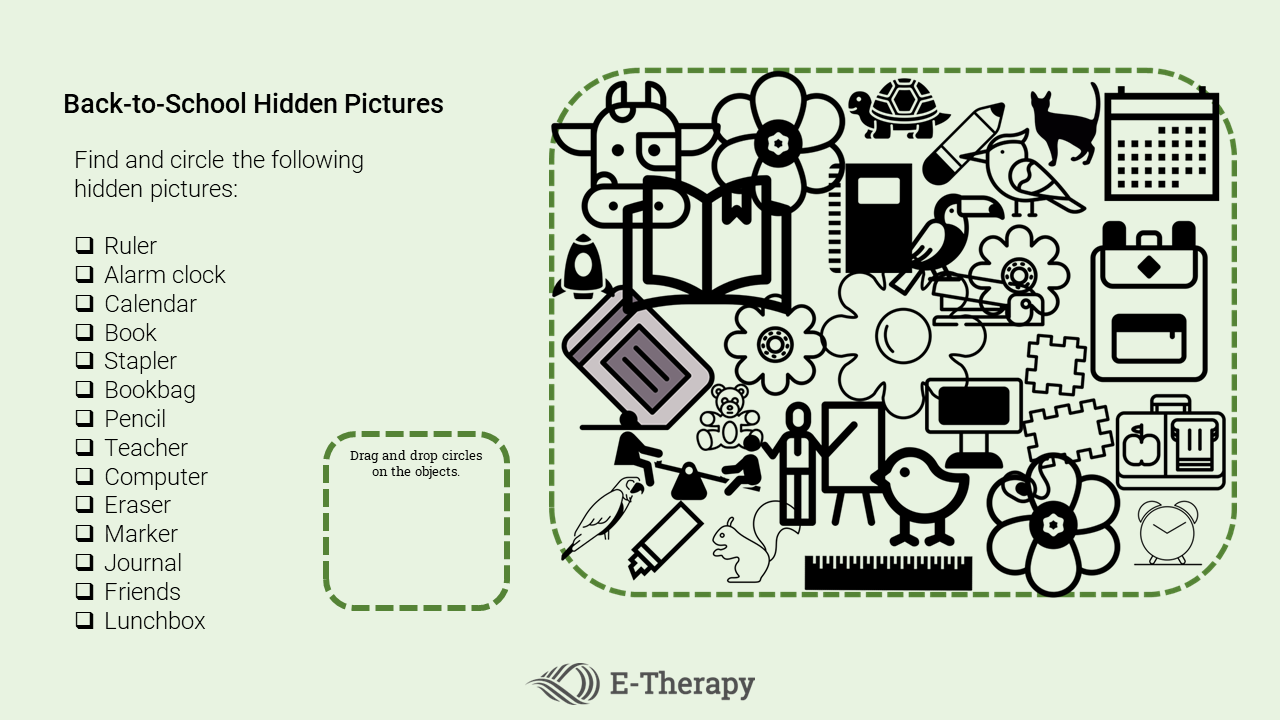 Back-to-School Hidden Pictures
Find and circle the following
hidden pictures:
❑ Ruler
❑ Alarm clock
❑ Calendar
❑ Book
❑ Stapler
❑ Bookbag
❑ Pencil
❑ Teacher
❑ Computer
❑ Eraser
❑ Marker
❑ Journal
❑ Friends
❑ Lunchbox
Drag and drop circles
on the objects.
E-Therapy